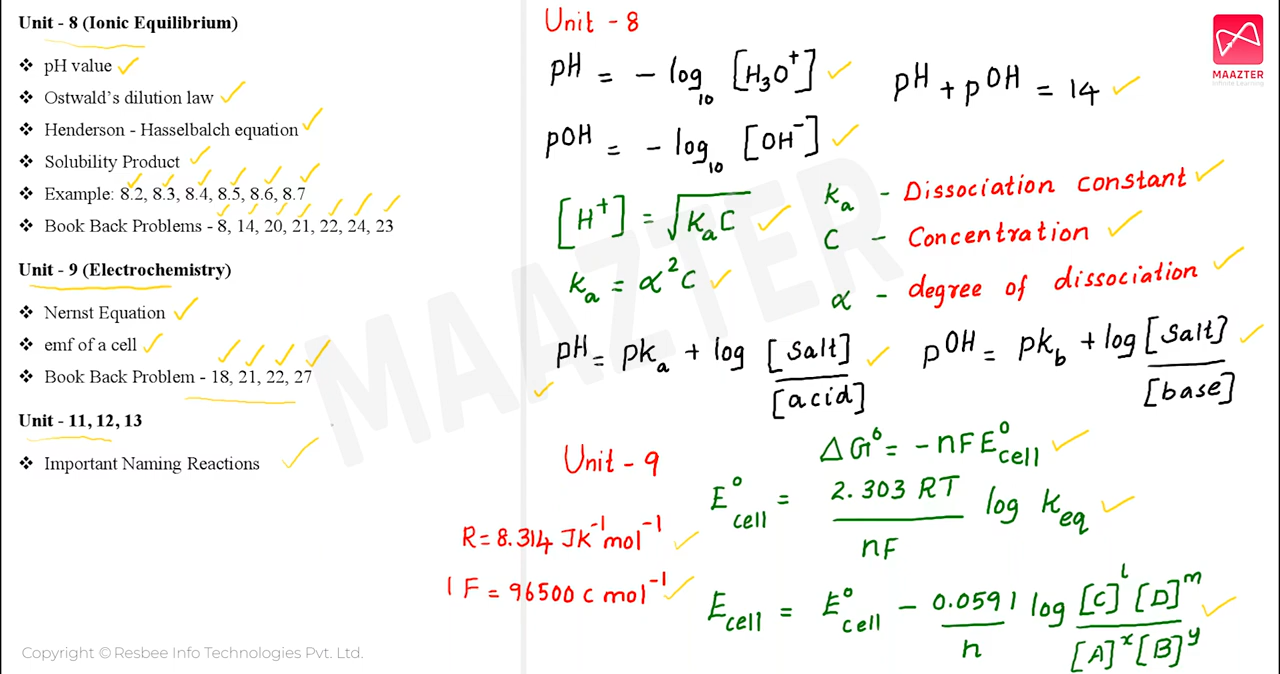 Unit - 8 (Ionic Equilibrium)
❖ pH value ✓
❖ Ostwald’s dilution law ✓
❖ Henderson - Hasselbalch equation ✓
❖ Solubility Product ✓
❖ Example: 8.2, 8.3, 8.4, 8.5, 8.6, 8.7
❖ Book Back Problems - 8, 14, 20, 21, 22, 24, 23
Unit - 9 (Electrochemistry)
❖ Nernst Equation ✓
❖ emf of a cell ✓
❖ Book Back Problem - 18, 21, 22, 27
Unit - 11, 12, 13
❖ Important Naming Reactions ✓
Copyright © Resbee Info Technologies Pvt. Ltd.
Unit - 8
pH = - log₁₀ [H₃O⁺] ✓
pH + pOH = 14 ✓
pOH = - log₁₀ [OH⁻] ✓
[H⁺] = √KₐC ✓
kₐ = α²C ✓
kₐ - Dissociation constant ✓
C - Concentration ✓
α - degree of dissociation ✓
pH = pkₐ + log [Salt]/[acid] ✓
pOH = pk_b + log [Salt]/[base] ✓
Unit - 9
ΔG° = -nFE°cell ✓
E°cell = 2.303 RT/nF log keq ✓
R = 8.314 JK⁻¹mol⁻¹ ✓
1 F = 96500 C mol⁻¹ ✓
Ecell = E°cell - 0.0591/n log [C]^l [D]^m/[A]^x [B]^y ✓
MAAZTER
Infinite Learning
MAAZTER